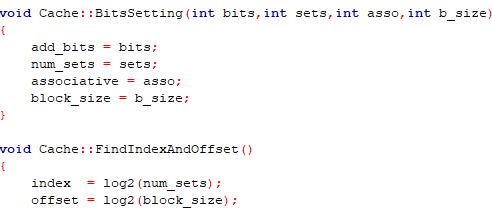 void Cache::BitsSetting(int bits,int sets,int asso,int b_size)
{
    add_bits = bits;
    num_sets = sets;
    associative = asso;
    block_size = b_size;
}

void Cache::FindIndexAndOffset()
{
    index  = log2(num_sets);
    offset = log2(block_size);